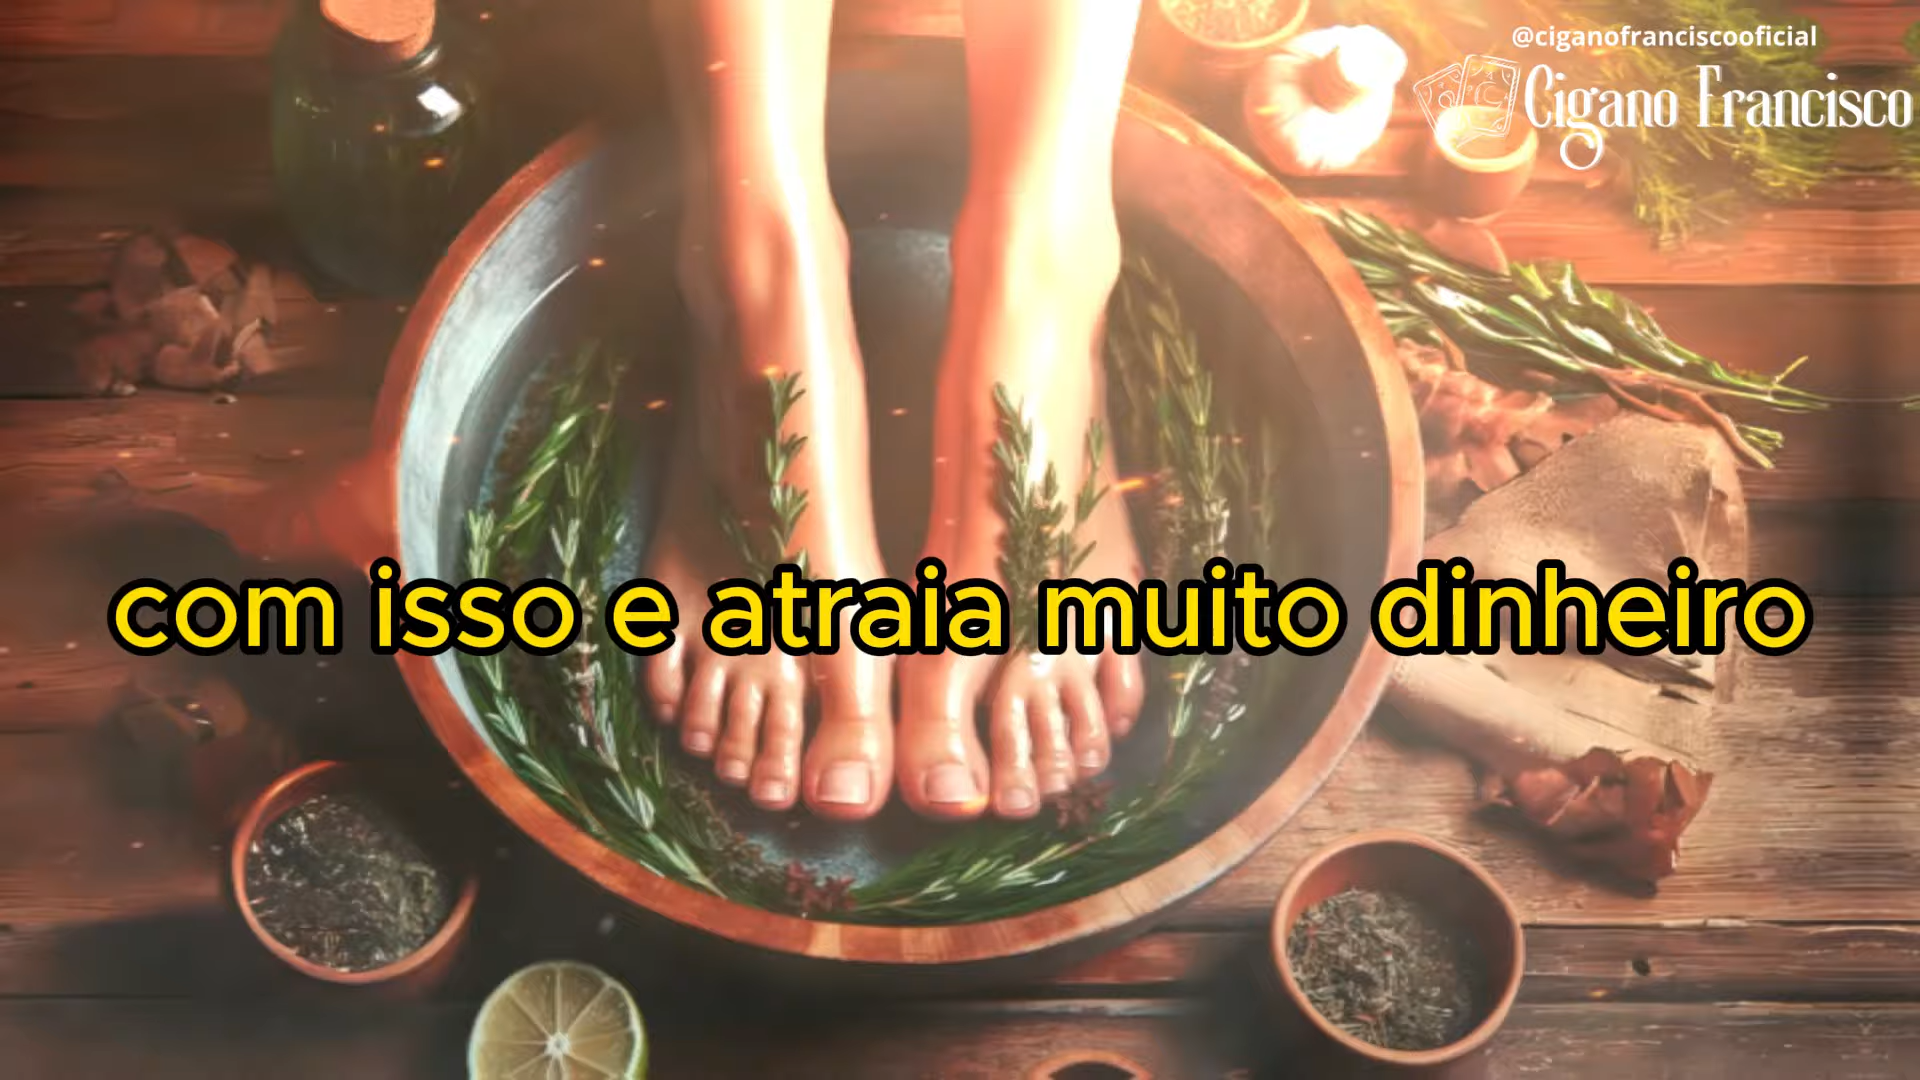 @ciganofranciscooficial
Cigano Francisco
com isso e atraia muito dinheiro